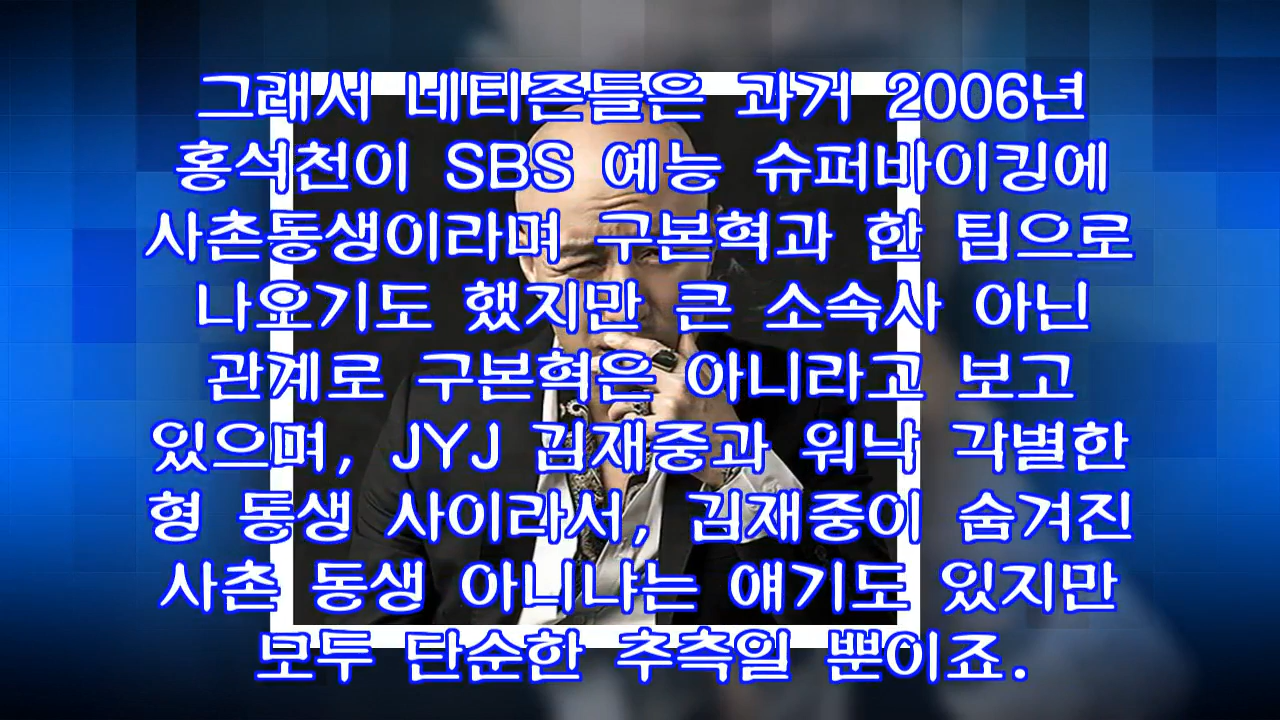 그래서 네티즌들은 과거 2006년
홍석천이 SBS 예능 슈퍼바이킹에
사촌동생이라며 구본혁과 한 팀으로
나오기도 했지만 큰 소속사 아닌
관계로 구본혁은 아니라고 보고
있으며, JYJ 김재중과 워낙 각별한
형 동생 사이라서, 김재중이 숨겨진
사촌 동생 아니냐는 얘기도 있지만
모두 단순한 추측일 뿐이죠.